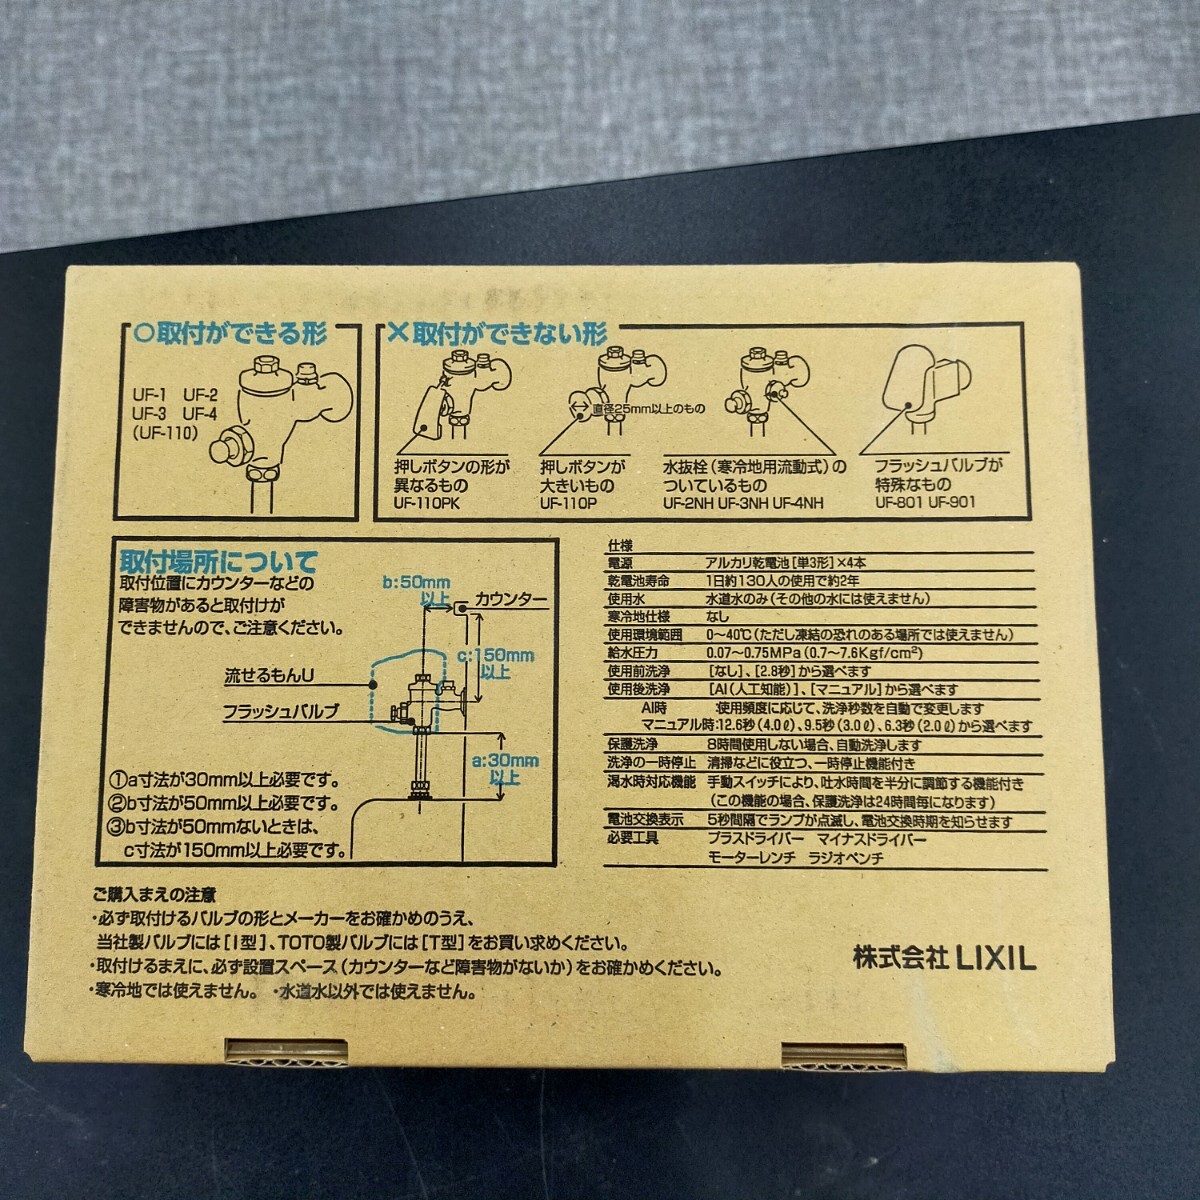 ○取付ができる形
UF-1 UF-2
UF-3 UF-4
(UF-110)
×取付ができない形
直径25mm以上のもの
押しボタンの形が
異なるもの
UF-110PK
押しボタンが
大きいもの
UF-110P
水抜栓(寒冷地用流動式)の
ついているもの
UF-2NH UF-3NH UF-4NH
フラッシュバルブが
特殊なもの
UF-801 UF-901
取付場所について
取付位置にカウンターなどの
障害物があると取付けが
できませんので、ご注意ください。
b:50mm
以上
カウンター
c:150mm
以上
流せるもんU
フラッシュバルブ
a:30mm
以上
①a寸法が30mm以上必要です。
②b寸法が50mm以上必要です。
③b寸法が50mmないときは、
c寸法が150mm以上必要です。
仕様
電源 アルカリ乾電池[単3形]×4本
乾電池寿命 1日約130人の使用で約2年
使用水 水道水のみ(その他の水には使えません)
寒冷地仕様 なし
使用環境範囲 0～40℃(ただし凍結の恐れのある場所では使えません)
給水圧力 0.07～0.75MPa(0.7～7.6Kgf/cm²)
使用前洗浄 [なし]、[2.8秒]から選べます
使用後洗浄 [AI(人工知能)]、[マニュアル]から選べます
AI時 :使用頻度に応じて、洗浄秒数を自動で変更します
マニュアル時:12.6秒(4.0ℓ)、9.5秒(3.0ℓ)、6.3秒(2.0ℓ)から選べます
保護洗浄 8時間使用しない場合、自動洗浄します
洗浄の一時停止 清掃などに役立つ、一時停止機能付き
渇水時対応機能 手動スイッチにより、吐水時間を半分に調節する機能付き
(この機能の場合、保護洗浄は24時間毎になります)
電池交換表示 5秒間隔でランプが点滅し、電池交換時期を知らせます
必要工具 プラスドライバー マイナスドライバー
モーターレンチ ラジオペンチ
ご購入まえの注意
・必ず取付けるバルブの形とメーカーをお確かめのうえ、
当社製バルブには[I型]、TOTO製バルブには[T型]をお買い求めください。
・取付けるまえに、必ず設置スペース(カウンターなど障害物がないか)をお確かめください。
・寒冷地では使えません。 ・水道水以外では使えません。
株式会社 LIXIL